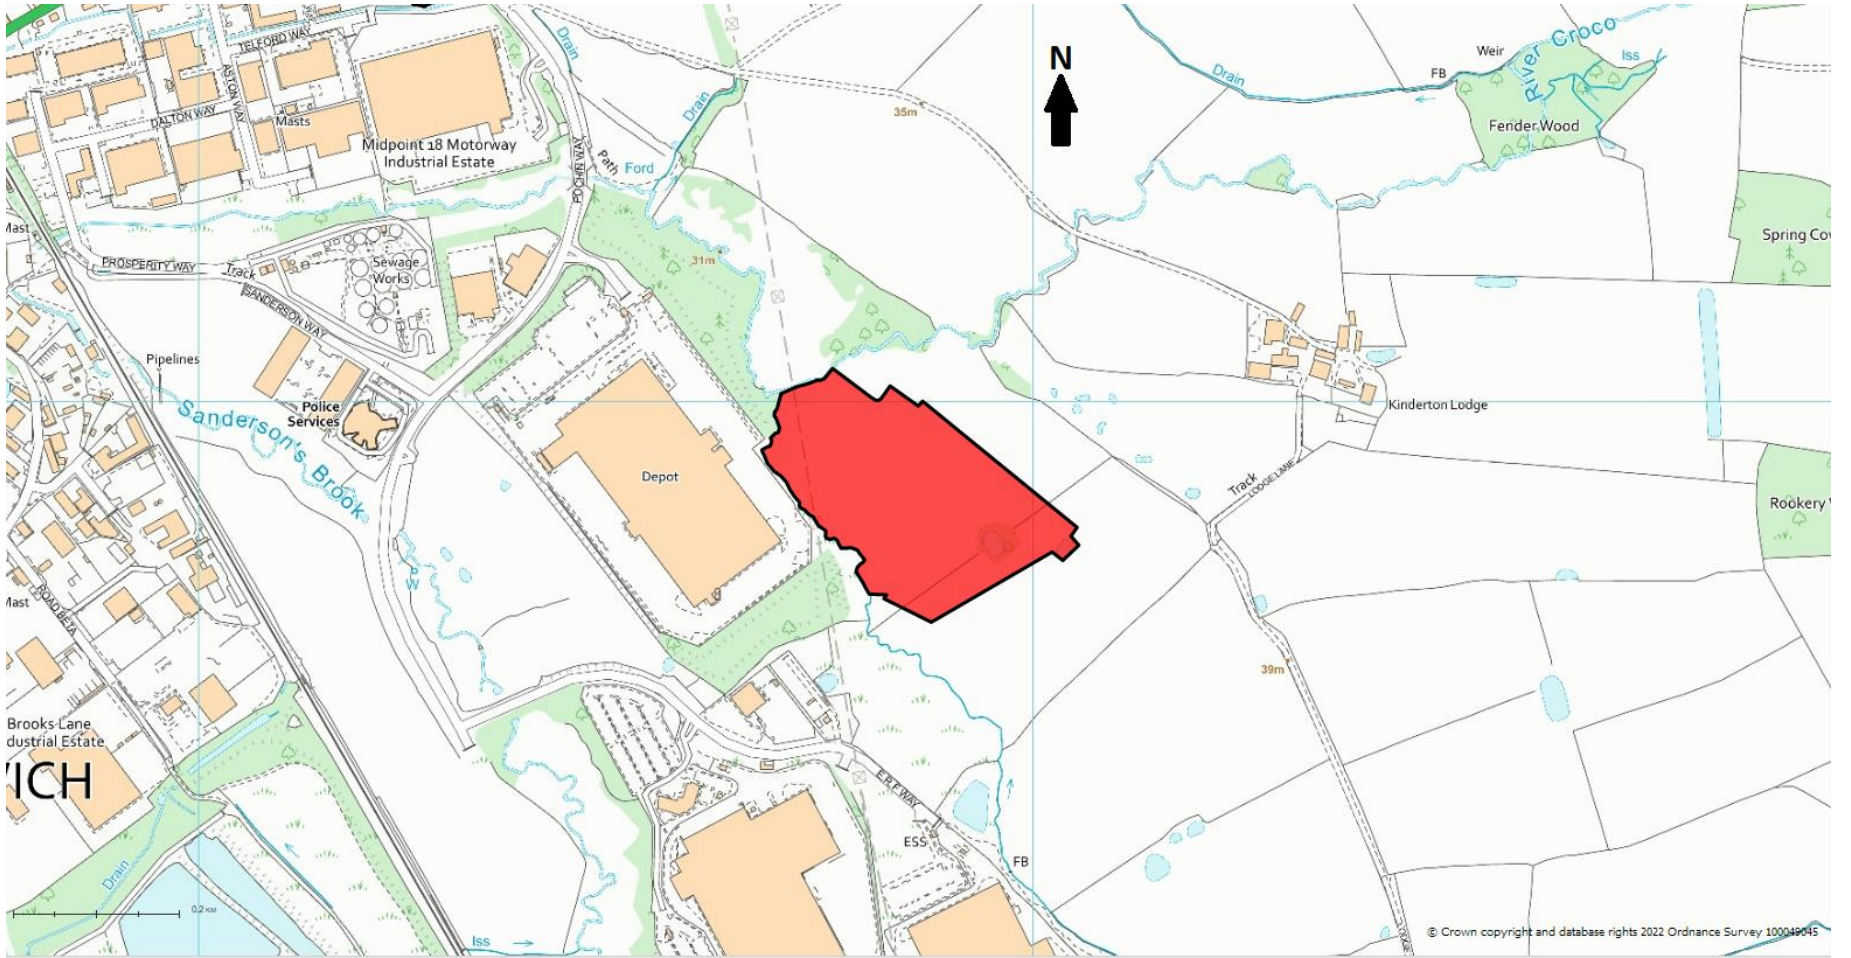 TELFORD WAY
ASTON WAY
DALTON WAY
Masts
Midpoint 18 Motorway
Industrial Estate
POCHIN WAY
Path
Ford
Drain
Drain
35m
N
Drain
FB
Weir
River Croco
Iss
Fender Wood
Spring Co
Mast
PROSPERITY WAY
Track
Sewage
Works
SANDERSON WAY
31m
Pipelines
Police
Services
Sanderson's Brook
Depot
Kinderton Lodge
Track
LODGE LANE
Rookery
Mast
ROAD BETA
39m
Brooks Lane
dustrial Estate
ICH
E.R.F. WAY
ESS
FB
Drain
0.2 KM
Iss
© Crown copyright and database rights 2022 Ordnance Survey 100049045